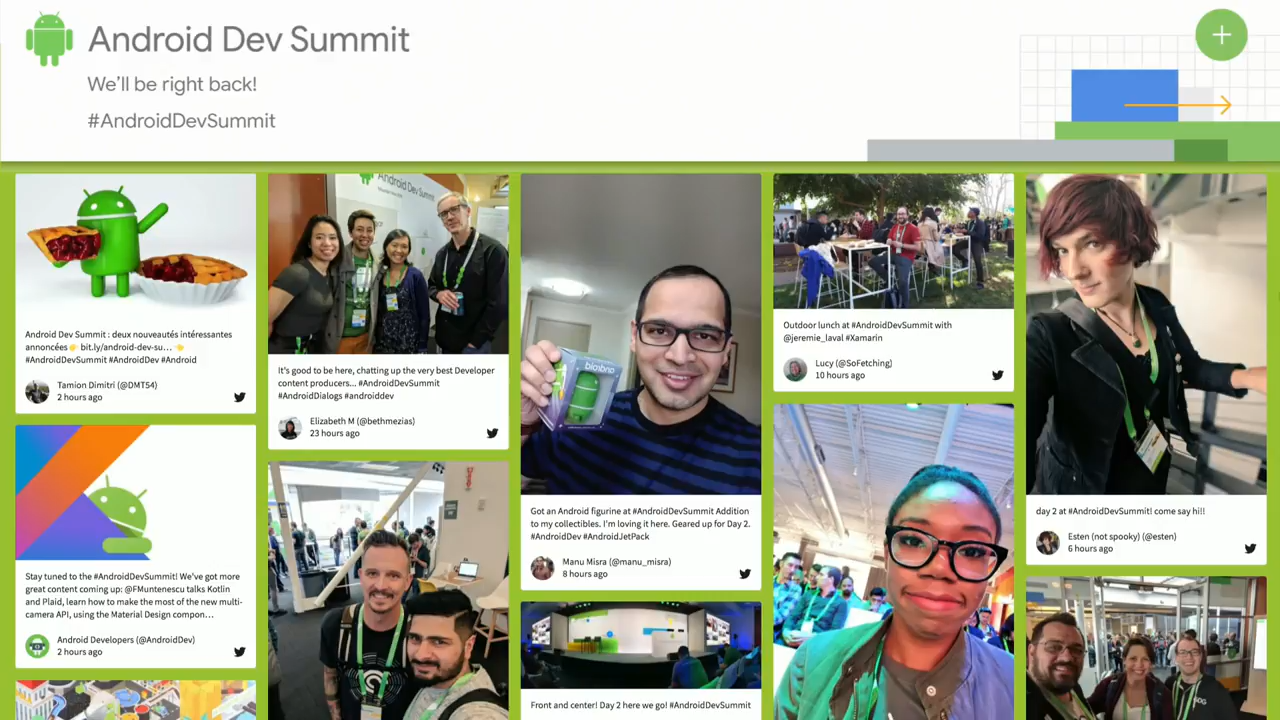 Android Dev Summit
We'll be right back!
#AndroidDevSummit
Android Dev Summit : deux nouveautés intéressantes
annoncées👉 bit.ly/android-dev-su… 👈
#AndroidDevSummit #AndroidDev #Android
Tamion Dimitri (@DMT54)
2 hours ago
Stay tuned to the #AndroidDevSummit! We've got more
great content coming up: @FMuntenescu talks Kotlin
and Plaid, learn how to make the most of the new multi-
camera API, using the Material Design compon…
Android Developers (@AndroidDev)
2 hours ago
Android Dev Summit
It's good to be here, chatting up the very best Developer
content producers... #AndroidDevSummit
#AndroidDialogs #androiddev
Elizabeth M (@bethmezias)
23 hours ago
android
Got an Android figurine at #AndroidDevSummit Addition
to my collectibles. I'm loving it here. Geared up for Day 2.
#AndroidDev #AndroidJetPack
Manu Misra (@manu_misra)
8 hours ago
Front and center! Day 2 here we go! #AndroidDevSummit
Outdoor lunch at #AndroidDevSummit with
@jeremie_laval #Xamarin
Lucy (@SoFetching)
10 hours ago
day 2 at #AndroidDevSummit! come say hi!!
Esten (not spooky) (@esten)
6 hours ago